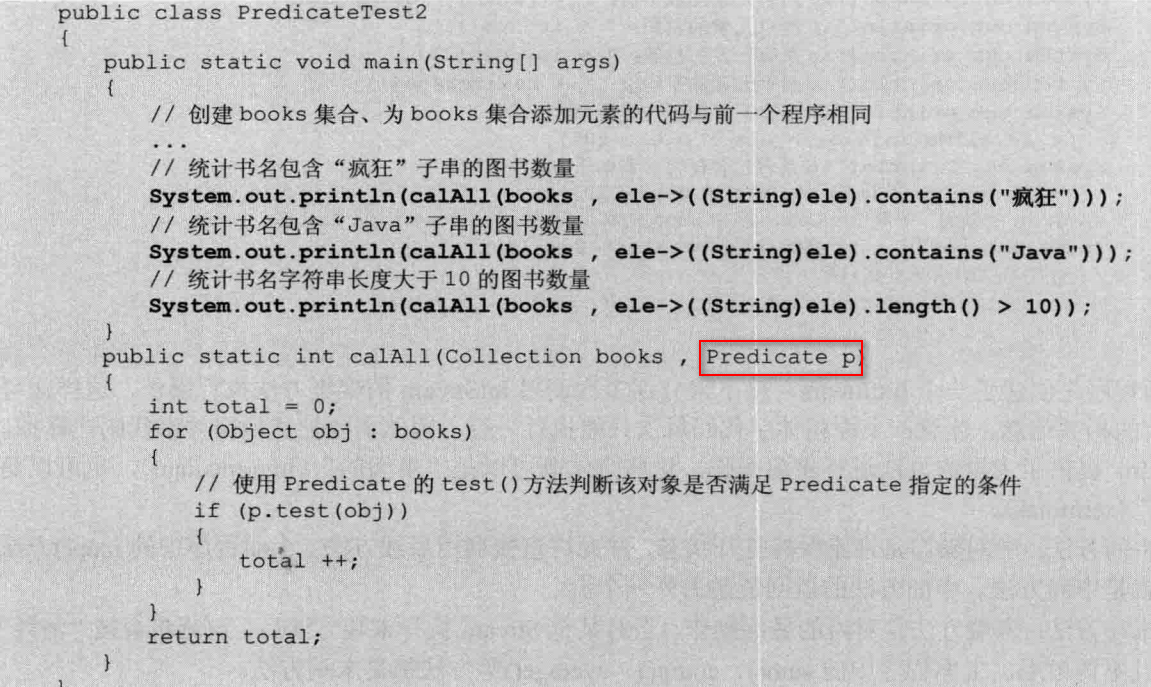 public class PredicateTest2
{
public static void main(String[] args)
{
// 创建 books 集合、为 books 集合添加元素的代码与前一个程序相同
...
// 统计书名包含“疯狂”子串的图书数量
System.out.println(calAll(books , ele->((String)ele).contains("疯狂")));
// 统计书名包含“Java”子串的图书数量
System.out.println(calAll(books , ele->((String)ele).contains("Java")));
// 统计书名字符串长度大于 10 的图书数量
System.out.println(calAll(books , ele->((String)ele).length() > 10));
}
public static int calAll(Collection books , Predicate p)
{
int total = 0;
for (Object obj : books)
{
// 使用 Predicate 的 test()方法判断该对象是否满足 Predicate 指定的条件
if (p.test(obj))
{
total ++;
}
}
return total;
}